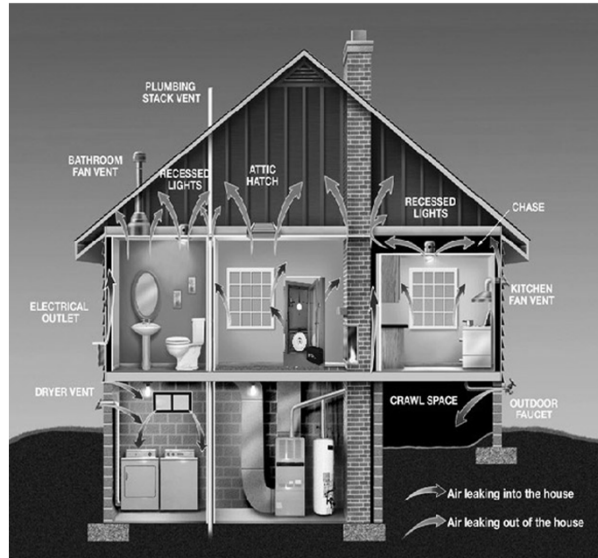 PLUMBING
STACK VENT
BATHROOM
FAN VENT
RECESSED
LIGHTS
ATTIC
HATCH
RECESSED
LIGHTS
CHASE
ELECTRICAL
OUTLET
KITCHEN
FAN VENT
DRYER VENT
CRAWL SPACE
OUTDOOR
FAUCET
Air leaking into the house
Air leaking out of the house